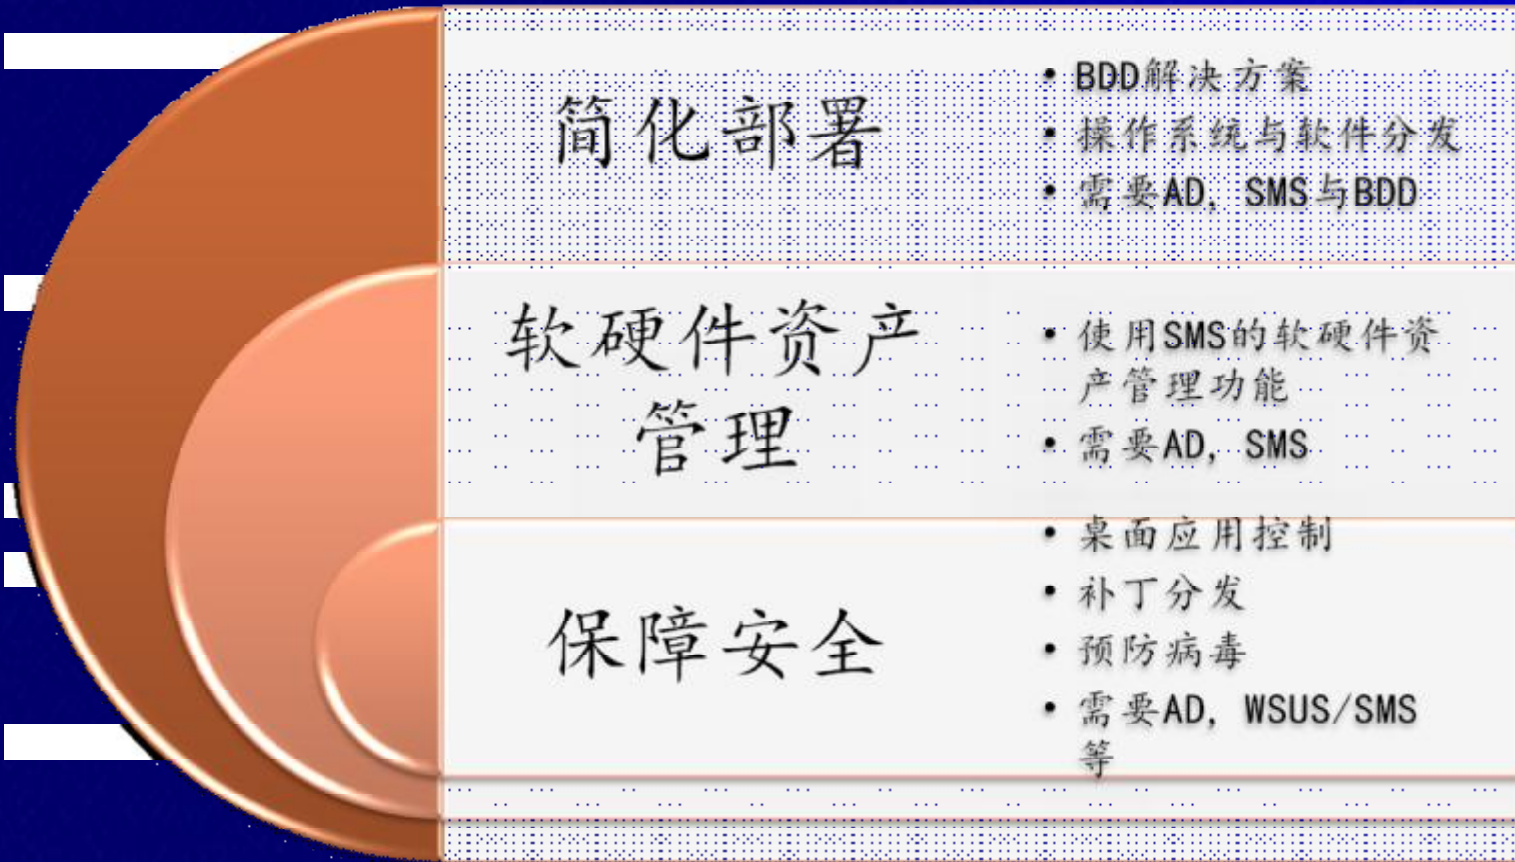 简化部署
• BDD解决方案
• 操作系统与软件分发
• 需要AD, SMS与BDD
软硬件资产
管理
• 使用SMS的软硬件资
产管理功能
• 需要AD, SMS
保障安全
• 桌面应用控制
• 补丁分发
• 预防病毒
• 需要AD, WSUS/SMS
等